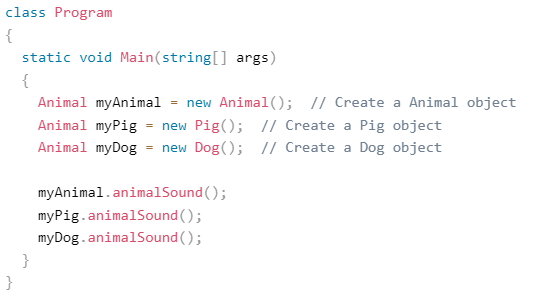 class Program
{
  static void Main(string[] args)
  {
    Animal myAnimal = new Animal();  // Create a Animal object
    Animal myPig = new Pig();  // Create a Pig object
    Animal myDog = new Dog();  // Create a Dog object

    myAnimal.animalSound();
    myPig.animalSound();
    myDog.animalSound();
  }
}